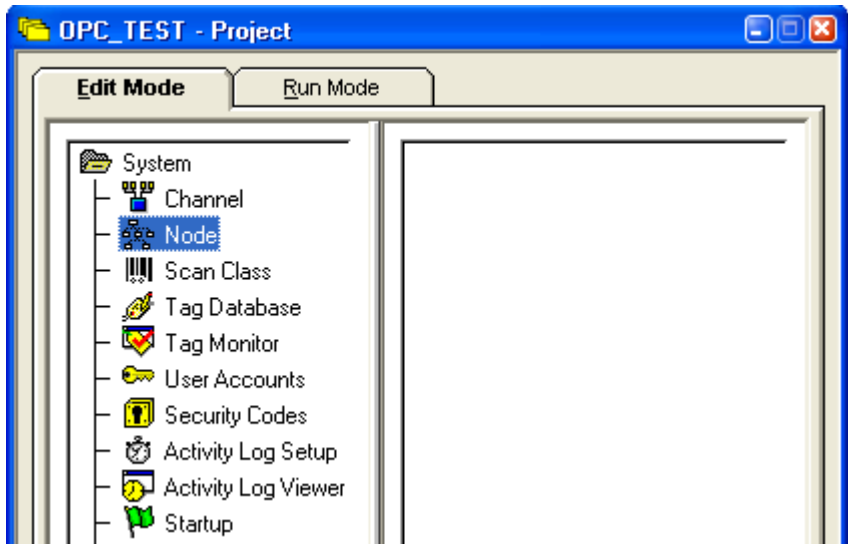 OPC_TEST - Project
Edit Mode
Run Mode
System
Channel
Node
Scan Class
Tag Database
Tag Monitor
User Accounts
Security Codes
Activity Log Setup
Activity Log Viewer
Startup